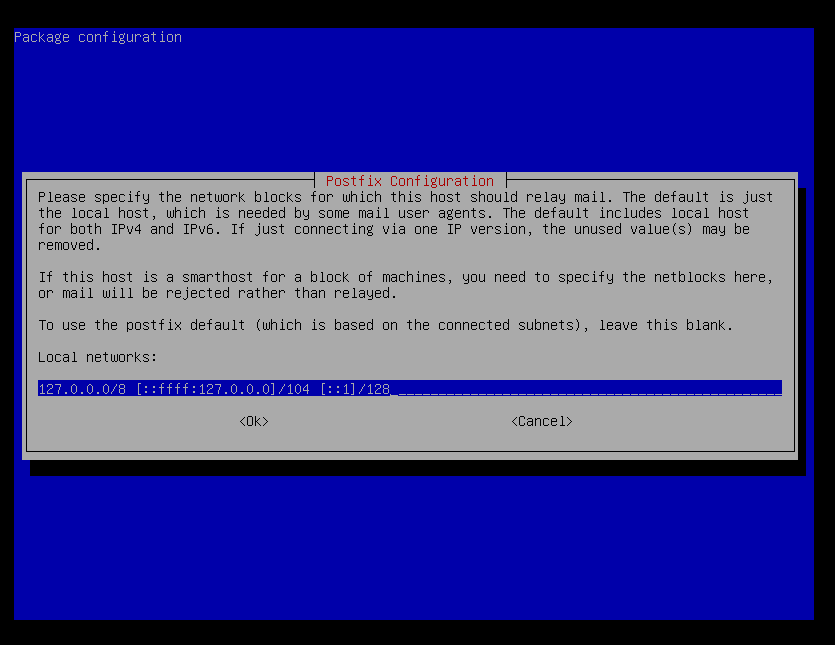 Package configuration
Postfix Configuration
Please specify the network blocks for which this host should relay mail. The default is just
the local host, which is needed by some mail user agents. The default includes local host
for both IPv4 and IPv6. If just connecting via one IP version, the unused value(s) may be
removed.
If this host is a smarthost for a block of machines, you need to specify the netblocks here,
or mail will be rejected rather than relayed.
To use the postfix default (which is based on the connected subnets), leave this blank.
Local networks:
127.0.0.0/8 [::ffff:127.0.0.0]/104 [::1]/128
<Ok> <Cancel>